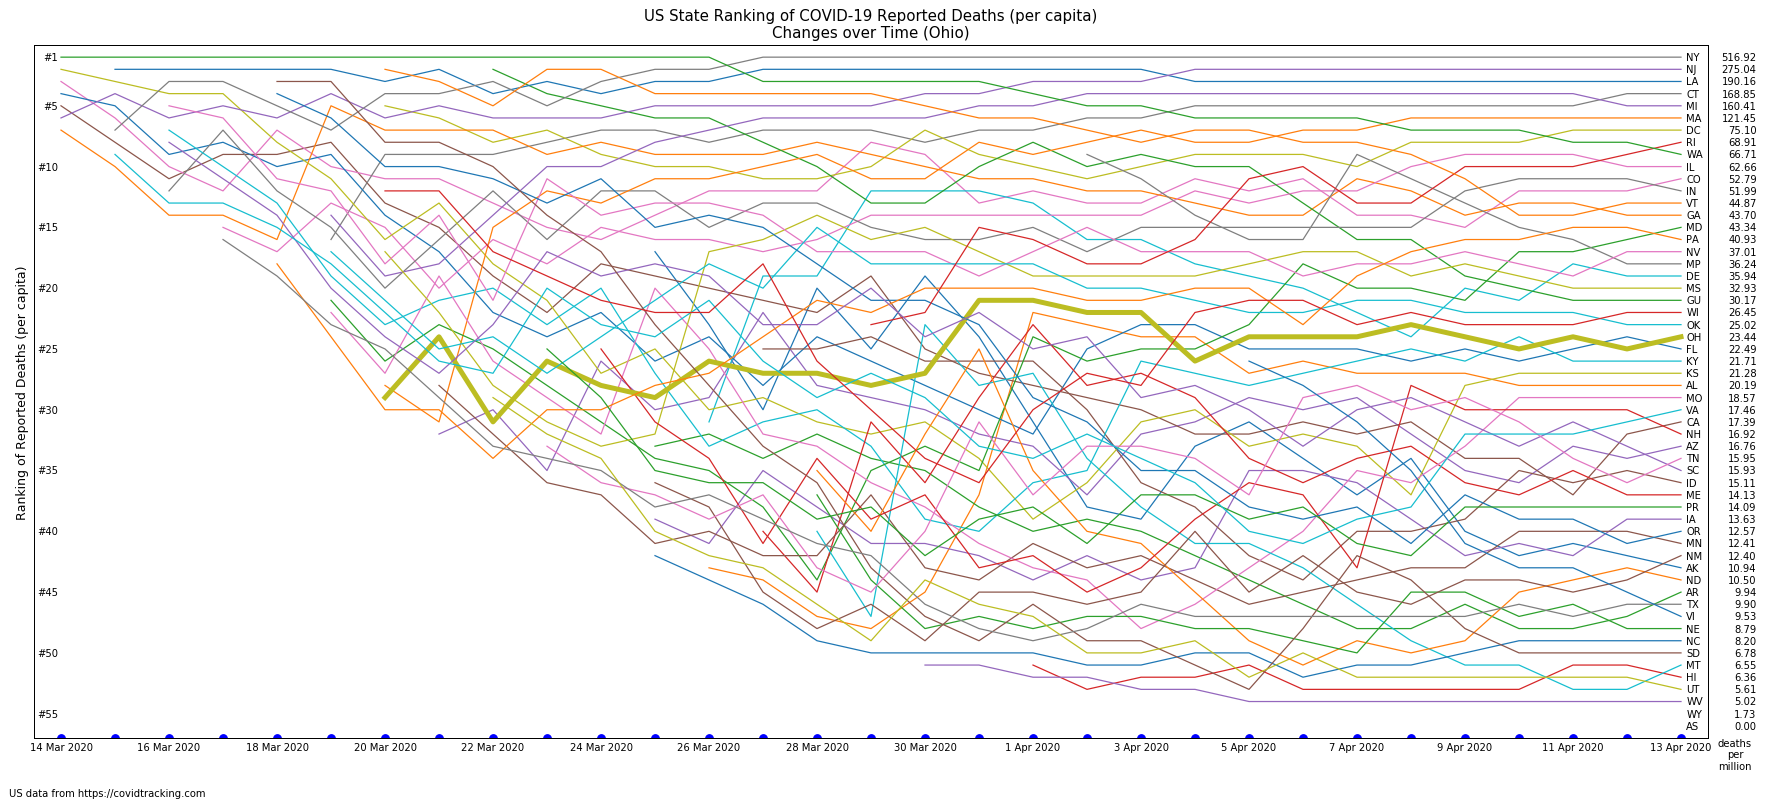 US State Ranking of COVID-19 Reported Deaths (per capita)
Changes over Time (Ohio)
Ranking of Reported Deaths (per capita)
#1
#5
#10
#15
#20
#25
#30
#35
#40
#45
#50
#55
NY 516.92
NJ 275.04
LA 190.16
CT 168.85
MI 160.41
MA 121.45
DC 75.10
RI 68.91
WA 66.71
IL 62.66
CO 52.79
IN 51.99
VT 44.87
GA 43.70
MD 43.34
PA 40.93
NV 37.01
MP 36.24
DE 35.94
MS 32.93
GU 30.17
WI 26.45
OK 25.02
OH 23.44
FL 22.49
KY 21.71
KS 21.28
AL 20.19
MO 18.57
VA 17.46
CA 17.39
NH 16.92
AZ 16.76
TN 15.95
SC 15.93
ID 15.11
ME 14.13
PR 14.09
IA 13.63
OR 12.57
MN 12.41
NM 12.40
AK 10.94
ND 10.50
AR 9.94
TX 9.90
VI 9.53
NE 8.79
NC 8.20
SD 6.78
MT 6.55
HI 6.36
UT 5.61
WV 5.02
WY 1.73
AS 0.00
14 Mar 2020 16 Mar 2020 18 Mar 2020 20 Mar 2020 22 Mar 2020 24 Mar 2020 26 Mar 2020 28 Mar 2020 30 Mar 2020 1 Apr 2020 3 Apr 2020 5 Apr 2020 7 Apr 2020 9 Apr 2020 11 Apr 2020 13 Apr 2020
deaths
per
million
US data from https://covidtracking.com